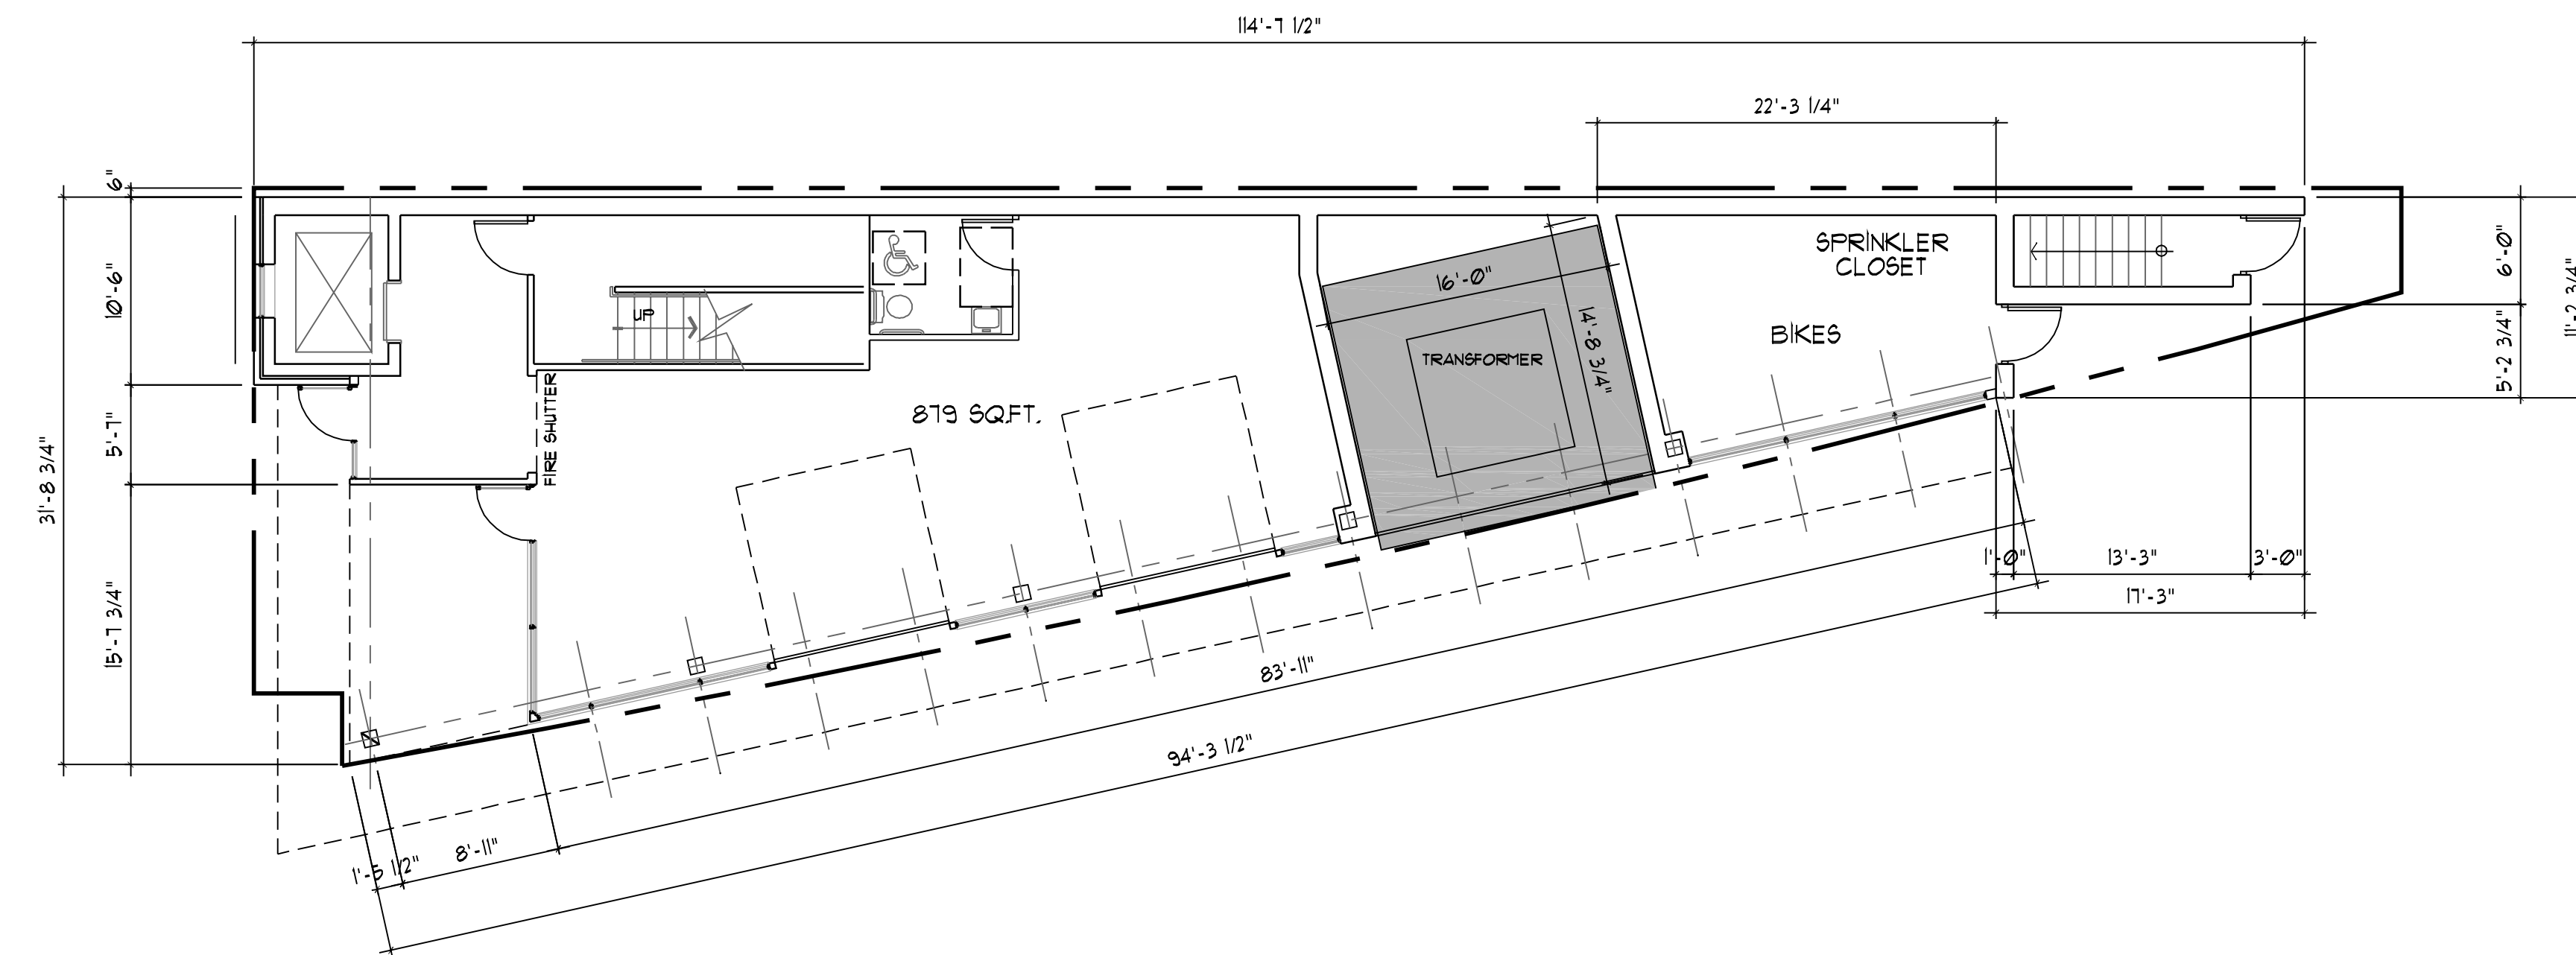 114'-7 1/2"
22'-3 1/4"
6"
10'-6"
5'-7"
15'-7 3/4"
31'-8 3/4"
UP
FIRE SHUTTER
879 SQ.FT.
16'-0"
14'-8 3/4"
TRANSFORMER
SPRINKLER
CLOSET
BIKES
6'-0"
5'-2 3/4"
11'-2 3/4"
1'-0"
13'-3"
3'-0"
17'-3"
83'-11"
94'-3 1/2"
8'-11"
1'-5 1/2"